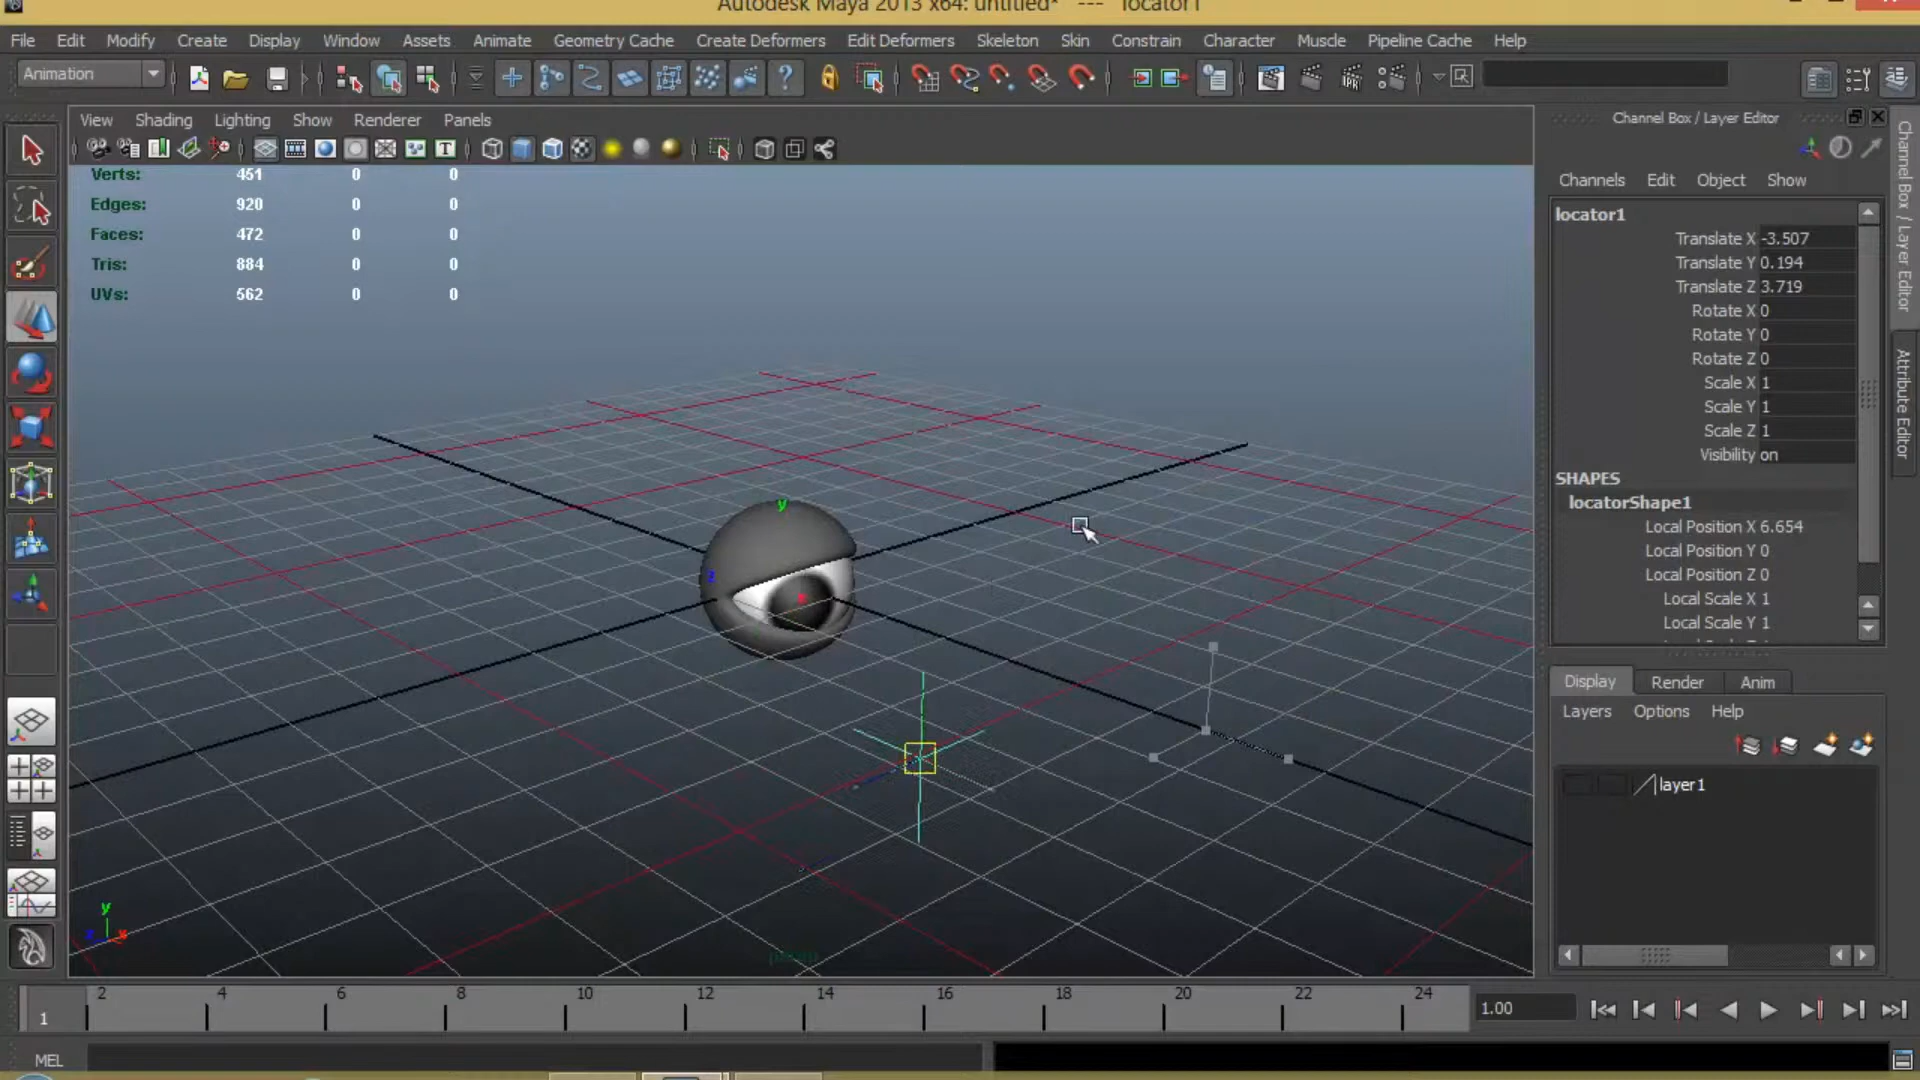 Autodesk Maya 2013 x64: untitled* --- locator1
File Edit Modify Create Display Window Assets Animate Geometry Cache Create Deformers Edit Deformers Skeleton Skin Constrain Character Muscle Pipeline Cache Help
Animation
IPR
View Shading Lighting Show Renderer Panels
T
Verts: 451 0 0
Edges: 920 0 0
Faces: 472 0 0
Tris: 884 0 0
UVs: 562 0 0
y
z
y
z x
Channel Box / Layer Editor
Channels Edit Object Show
locator1
Translate X -3.507
Translate Y 0.194
Translate Z 3.719
Rotate X 0
Rotate Y 0
Rotate Z 0
Scale X 1
Scale Y 1
Scale Z 1
Visibility on
SHAPES
locatorShape1
Local Position X 6.654
Local Position Y 0
Local Position Z 0
Local Scale X 1
Local Scale Y 1
Display Render Anim
Layers Options Help
layer1
Channel Box / Layer Editor
Attribute Editor
2 4 6 8 10 12 14 16 18 20 22 24
1
1.00
MEL